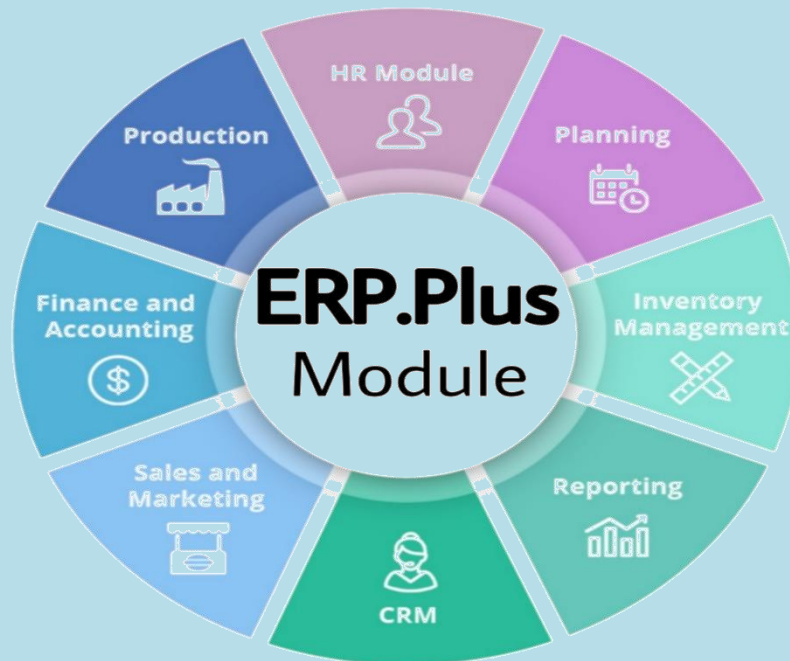 HR Module
Planning
Inventory
Management
Reporting
CRM
Sales and
Marketing
Finance and
Accounting
$
Production
ERP.Plus
Module